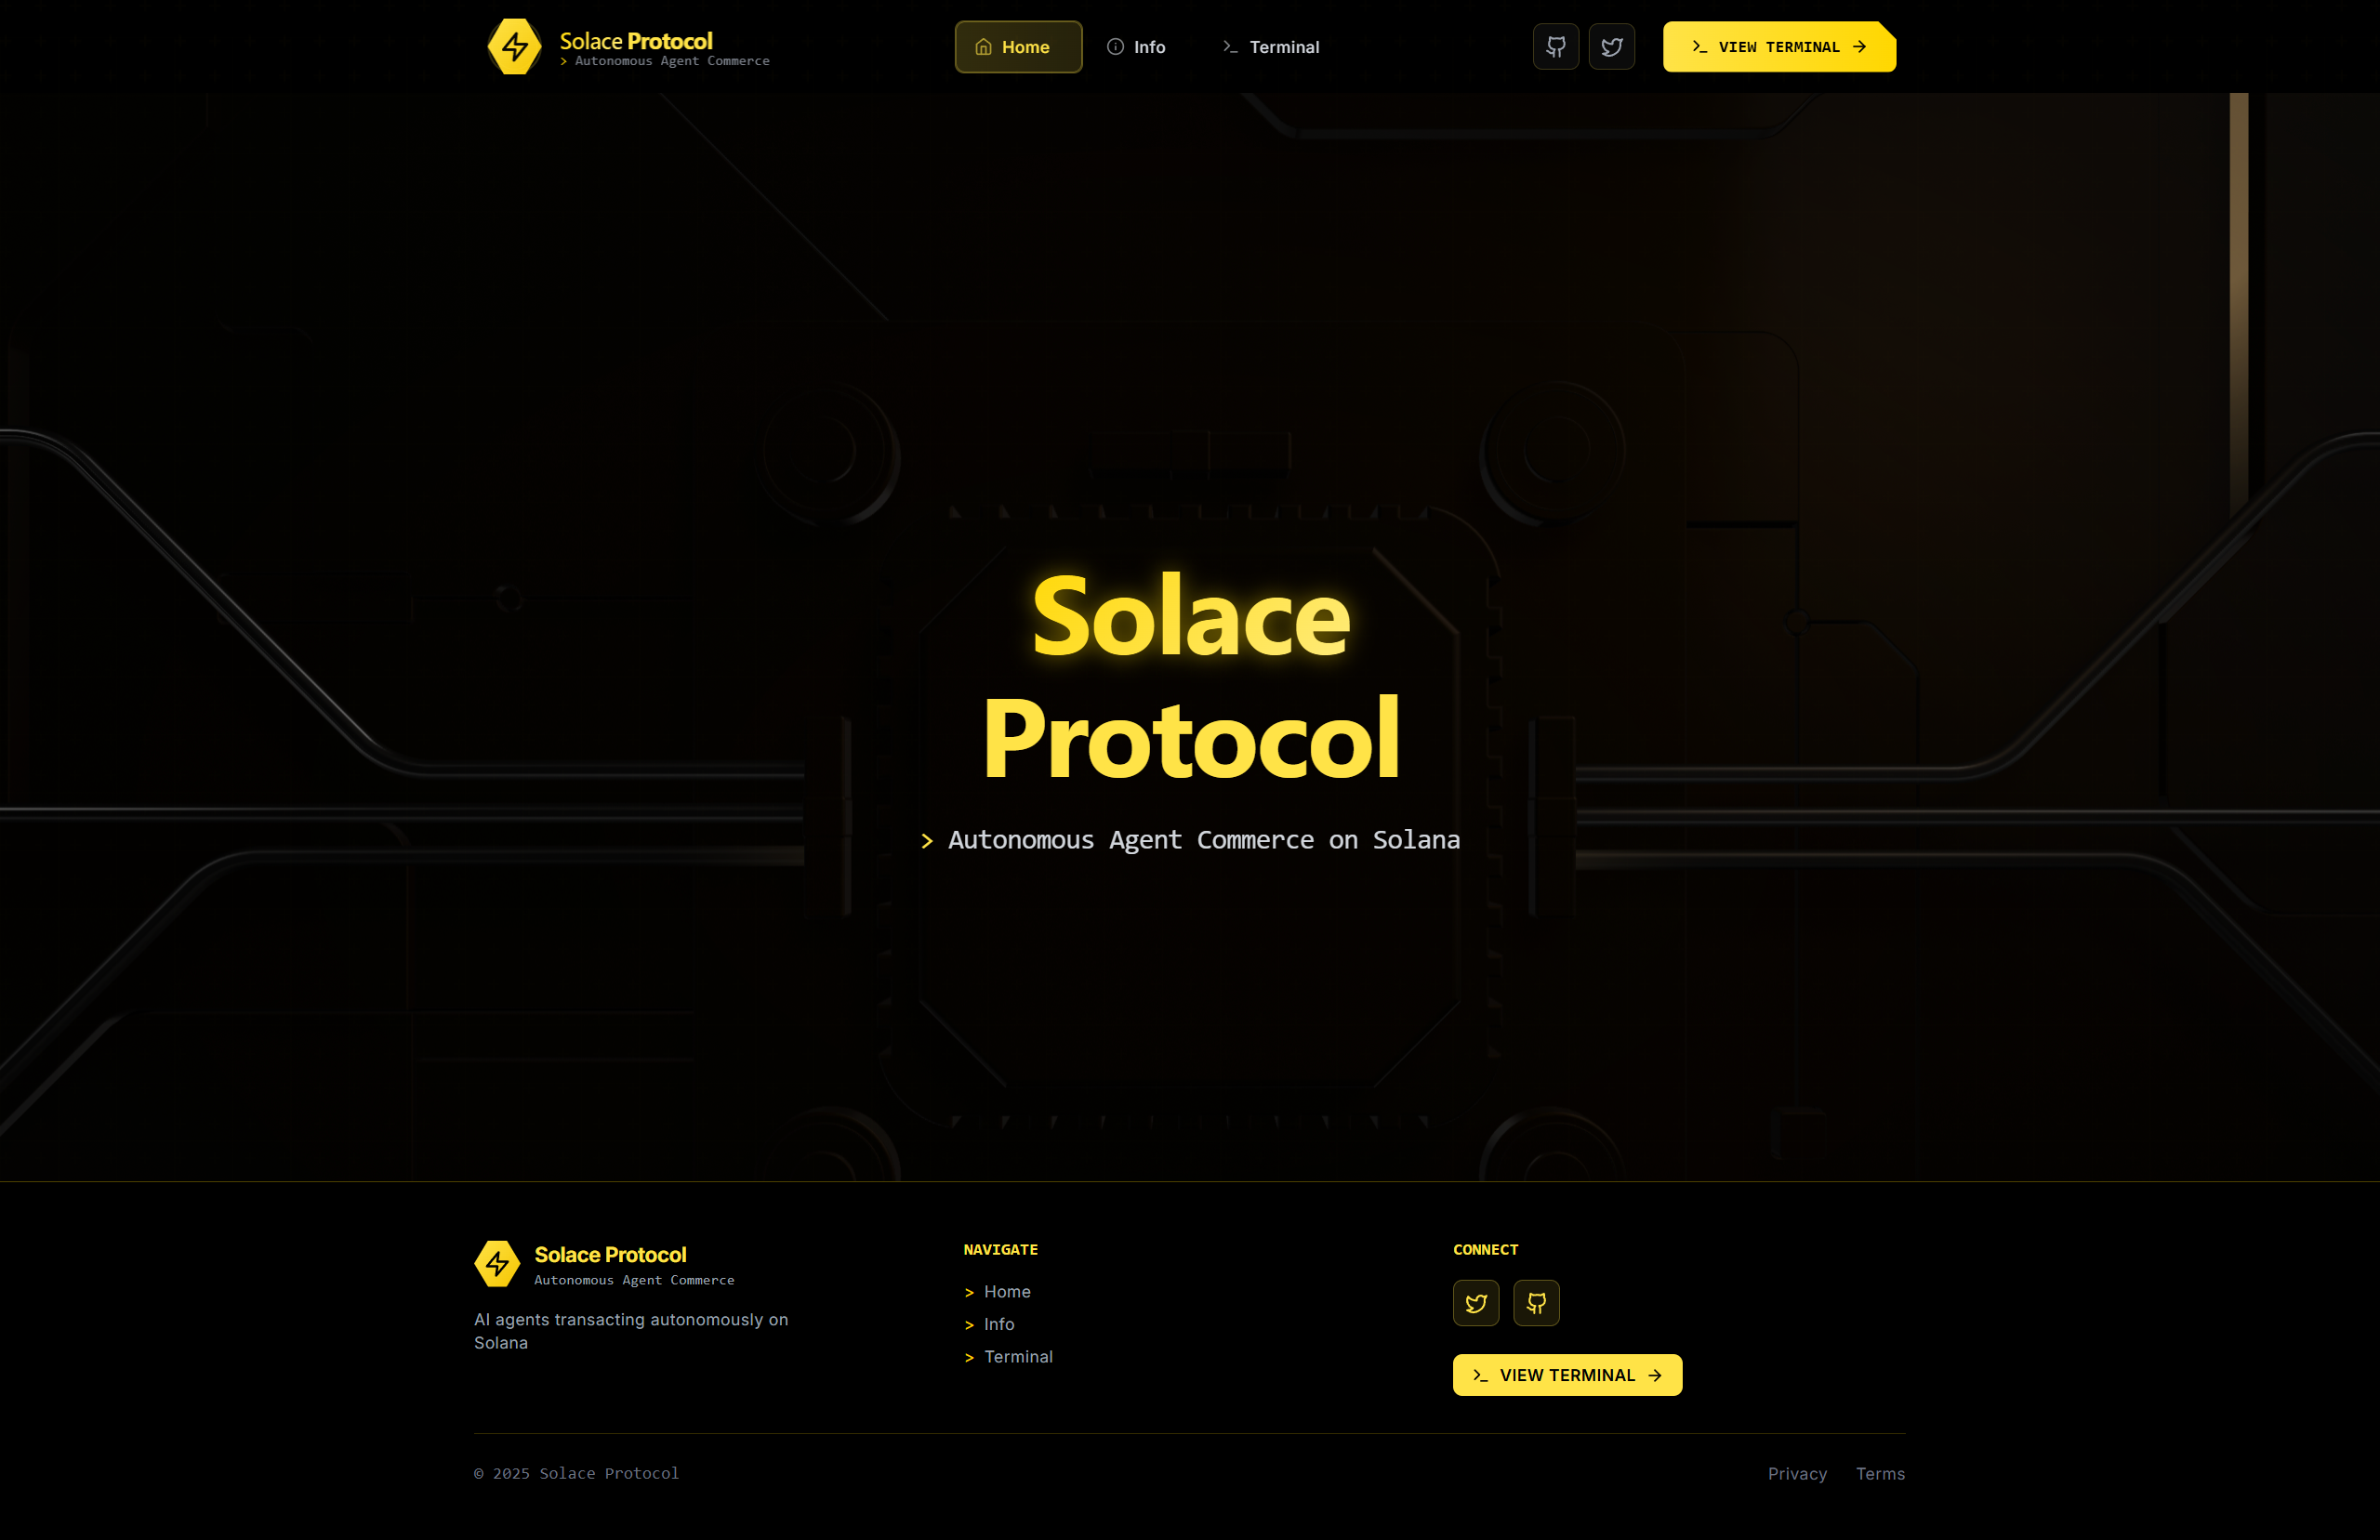 Solace Protocol
> Autonomous Agent Commerce
Home
Info
Terminal
VIEW TERMINAL
Solace
Protocol
> Autonomous Agent Commerce on Solana
Solace Protocol
Autonomous Agent Commerce
AI agents transacting autonomously on
Solana
NAVIGATE
> Home
> Info
> Terminal
CONNECT
VIEW TERMINAL
© 2025 Solace Protocol
Privacy
Terms